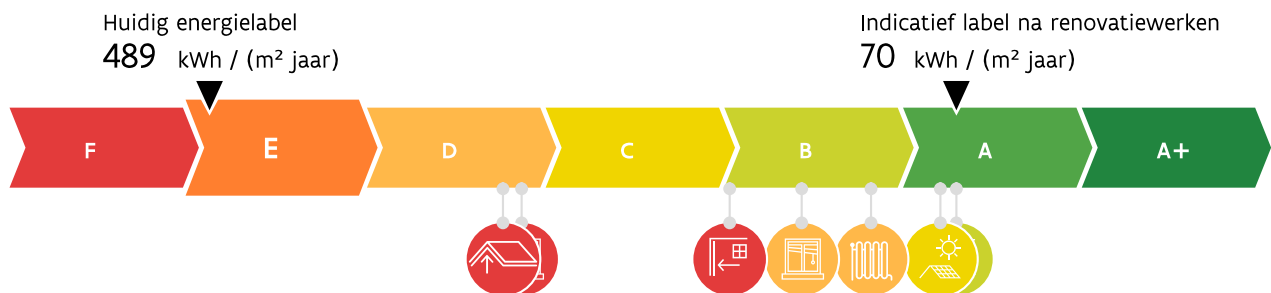 Huidig energielabel
489 kWh / (m² jaar)
Indicatief label na renovatiewerken
70 kWh / (m² jaar)
F E D C B A A+